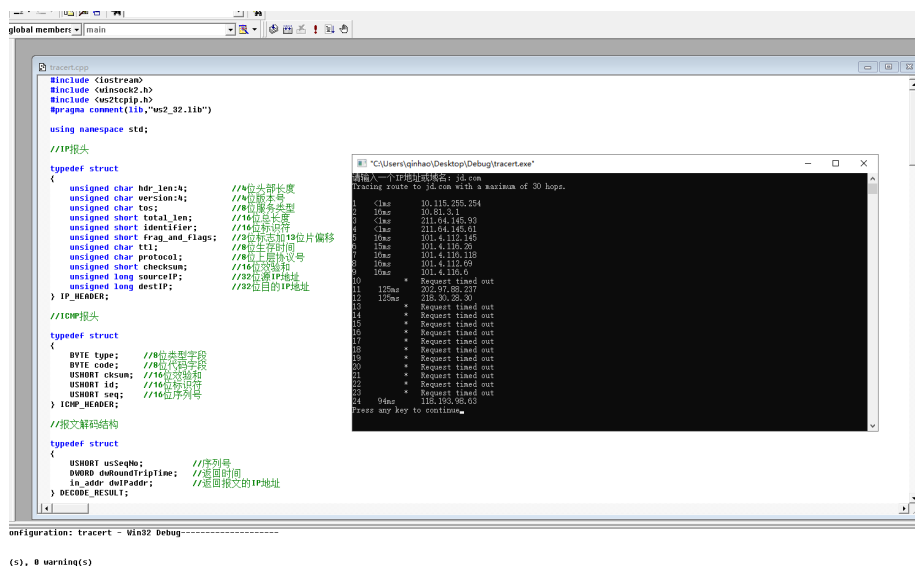 global members main
tracert.cpp
#include <iostream>
#include <winsock2.h>
#include <ws2tcpip.h>
#pragma comment(lib,"ws2_32.lib")
using namespace std;
//IP报头
typedef struct
{
unsigned char hdr_len:4; //4位头部长度
unsigned char version:4; //4位版本号
unsigned char tos; //8位服务类型
unsigned short total_len; //16位总长度
unsigned short identifier; //16位标识符
unsigned short frag_and_flags; //3位标志加13位片偏移
unsigned char ttl; //8位生存时间
unsigned char protocol; //8位上层协议号
unsigned short checksum; //16位效验和
unsigned long sourceIP; //32位源IP地址
unsigned long destIP; //32位目的IP地址
} IP_HEADER;
//ICMP报头
typedef struct
{
BYTE type; //8位类型字段
BYTE code; //8位代码字段
USHORT cksum; //16位效验和
USHORT id; //16位标识符
USHORT seq; //16位序列号
} ICMP_HEADER;
//报文解码结构
typedef struct
{
USHORT usSeqNo; //序列号
DWORD dwRoundTripTime; //返回时间
in_addr dwIPaddr; //返回报文的IP地址
} DECODE_RESULT;
"C:\Users\qinhao\Desktop\Debug\tracert.exe"
请输入一个IP地址或域名: jd.com
Tracing route to jd.com with a maximum of 30 hops.
1 <1ms 10.115.255.254
2 16ms 10.81.3.1
3 <1ms 211.64.145.93
4 <1ms 211.64.145.61
5 16ms 101.4.112.145
6 15ms 101.4.116.26
7 16ms 101.4.116.118
8 16ms 101.4.112.69
9 16ms 101.4.116.6
10 * Request timed out
11 125ms 202.97.88.237
12 125ms 218.30.28.30
13 * Request timed out
14 * Request timed out
15 * Request timed out
16 * Request timed out
17 * Request timed out
18 * Request timed out
19 * Request timed out
20 * Request timed out
21 * Request timed out
22 * Request timed out
23 * Request timed out
24 94ms 118.193.98.63
Press any key to continue
onfiguration: tracert - Win32 Debug--------------------
(s), 0 warning(s)